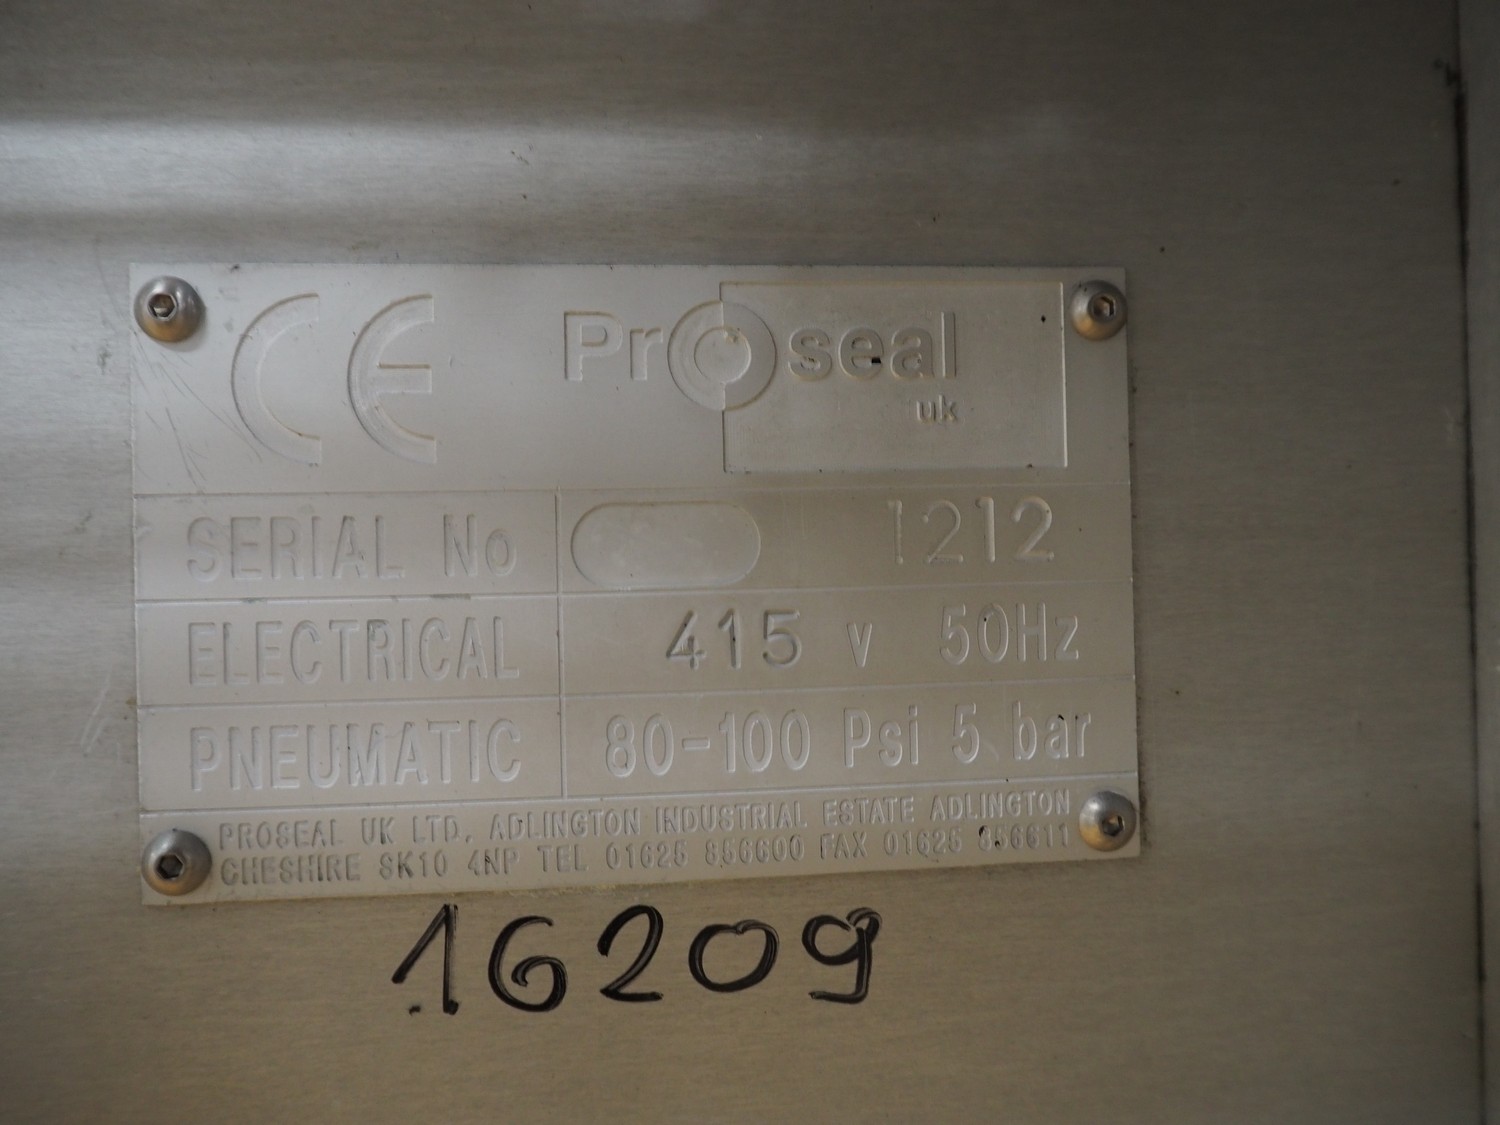 CE Proseal
uk
SERIAL No 1212
ELECTRICAL 415 v 50Hz
PNEUMATIC 80-100 Psi 5 bar
PROSEAL UK LTD. ADLINGTON INDUSTRIAL ESTATE ADLINGTON
CHESHIRE SK10 4NP TEL 01625 856600 FAX 01625 856611
16209